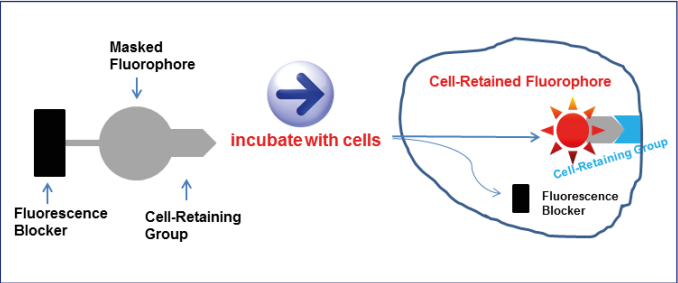 Masked
Fluorophore
Fluorescence
Blocker
Cell-Retaining
Group
incubate with cells
Cell-Retained Fluorophore
Cell-Retaining Group
Fluorescence
Blocker